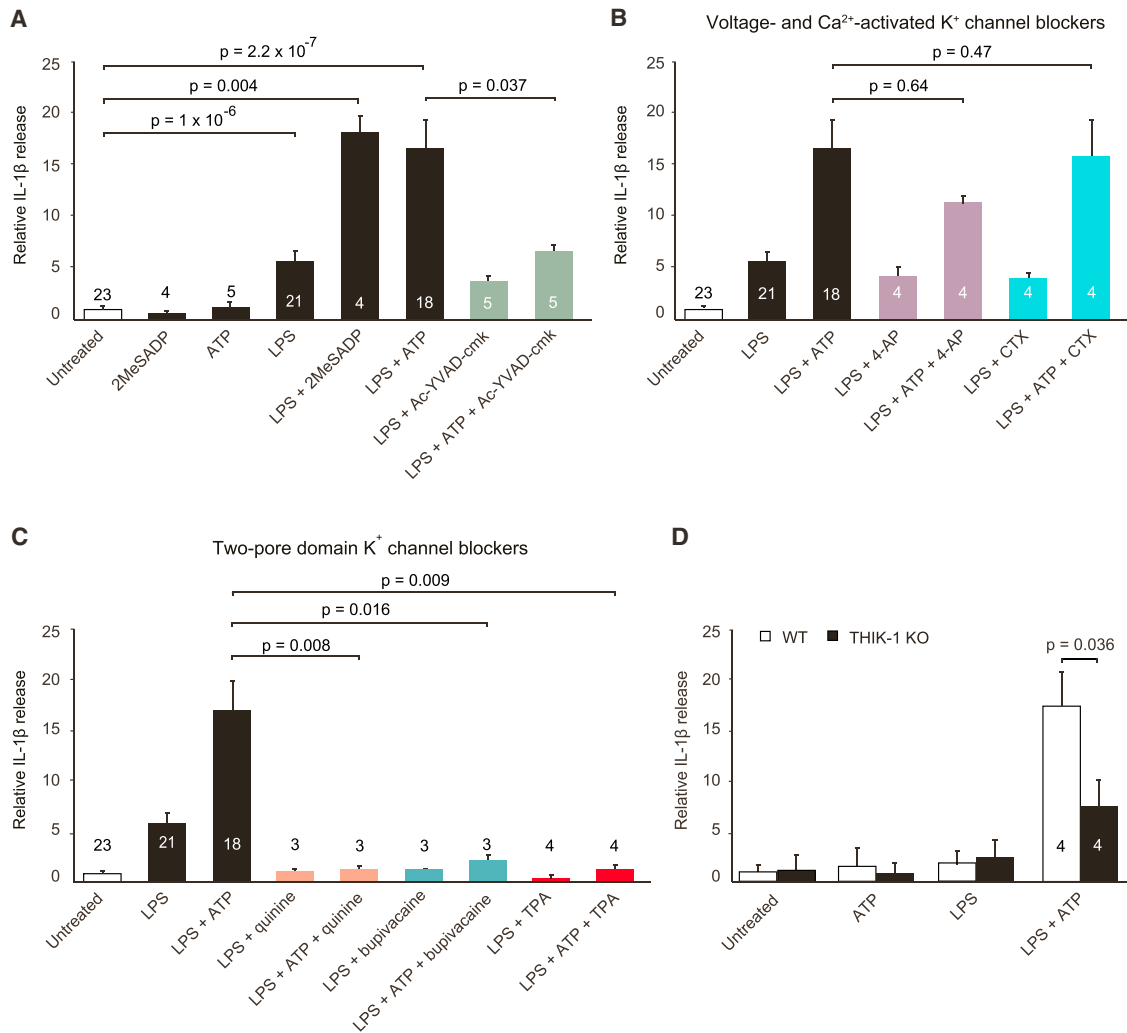 A
p = 2.2 x 10-7
p = 0.004
p = 0.037
p = 1 x 10-6
Relative IL-1β release
25
20
15
10
5
0
23
4
5
21
4
18
5
5
Untreated
2MeSADP
ATP
LPS
LPS + 2MeSADP
LPS + ATP
LPS + Ac-YVAD-cmk
LPS + ATP + Ac-YVAD-cmk
B
Voltage- and Ca2+-activated K+ channel blockers
p = 0.47
p = 0.64
Relative IL-1β release
25
20
15
10
5
0
23
21
18
4
4
4
4
Untreated
LPS
LPS + ATP
LPS + 4-AP
LPS + ATP + 4-AP
LPS + CTX
LPS + ATP + CTX
C
Two-pore domain K+ channel blockers
p = 0.009
p = 0.016
p = 0.008
Relative IL-1β release
25
20
15
10
5
0
23
21
18
3
3
3
3
4
4
Untreated
LPS
LPS + ATP
LPS + quinine
LPS + ATP + quinine
LPS + bupivacaine
LPS + ATP + bupivacaine
LPS + TPA
LPS + ATP + TPA
D
WT
THIK-1 KO
p = 0.036
Relative IL-1β release
25
20
15
10
5
0
4
4
Untreated
ATP
LPS
LPS + ATP